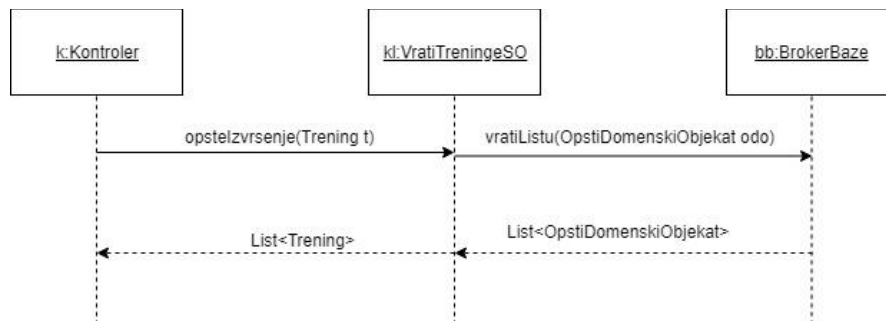 k:Kontroler
kl:VratiTreningeSO
bb:BrokerBaze
opsteIzvrsenje(Trening t)
vratiListu(OpstiDomenskiObjekat odo)
List<Trening>
List<OpstiDomenskiObjekat>